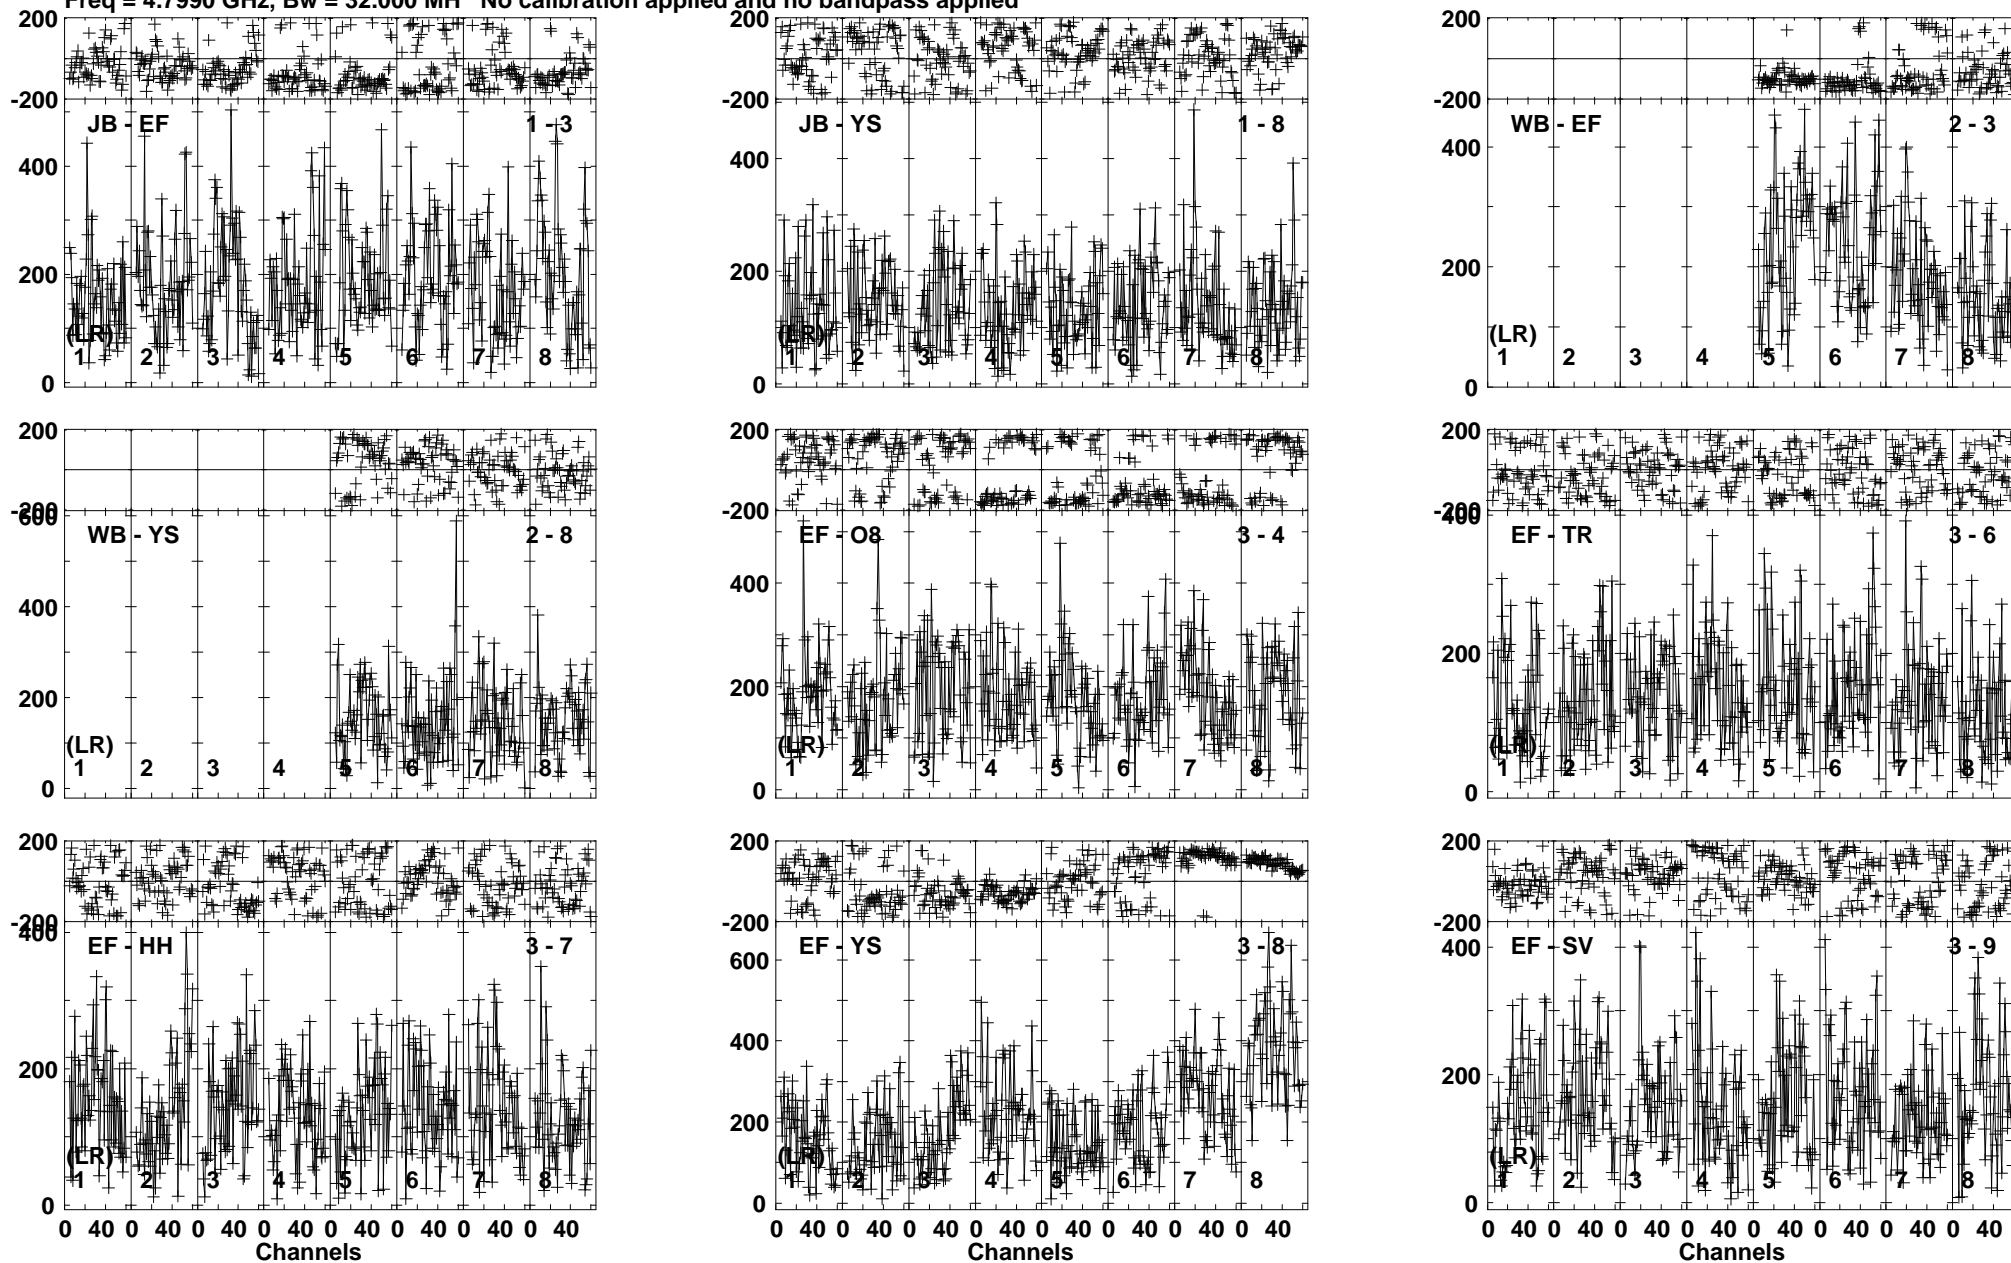 Freq = 4.7990 GHz, Bw = 32.000 MH No calibration applied and no bandpass applied
200
-200
JB - EF 1 - 3
400
200
0
(LR)
1 2 3 4 5 6 7 8
200
-200
JB - YS 1 - 8
400
200
0
(LR)
1 2 3 4 5 6 7 8
200
-200
WB - EF 2 - 3
400
200
0
(LR)
1 2 3 4 5 6 7 8
200
-200
600
WB - YS 2 - 8
400
200
0
(LR)
1 2 3 4 5 6 7 8
200
-200
EF - O8 3 - 4
400
200
0
(LR)
1 2 3 4 5 6 7 8
200
-200
400
EF - TR 3 - 6
200
0
(LR)
1 2 3 4 5 6 7 8
200
-200
400
EF - HH 3 - 7
200
0
(LR)
1 2 3 4 5 6 7 8
0 40 0 40 0 40 0 40 0 40 0 40 0 40 0 40
Channels
200
-200
EF - YS 3 - 8
600
400
200
0
(LR)
1 2 3 4 5 6 7 8
0 40 0 40 0 40 0 40 0 40 0 40 0 40 0 40
Channels
200
-200
EF - SV 3 - 9
400
200
0
(LR)
1 2 3 4 5 6 7 8
0 40 0 40 0 40 0 40 0 40 0 40 0 40 0 40
Channels